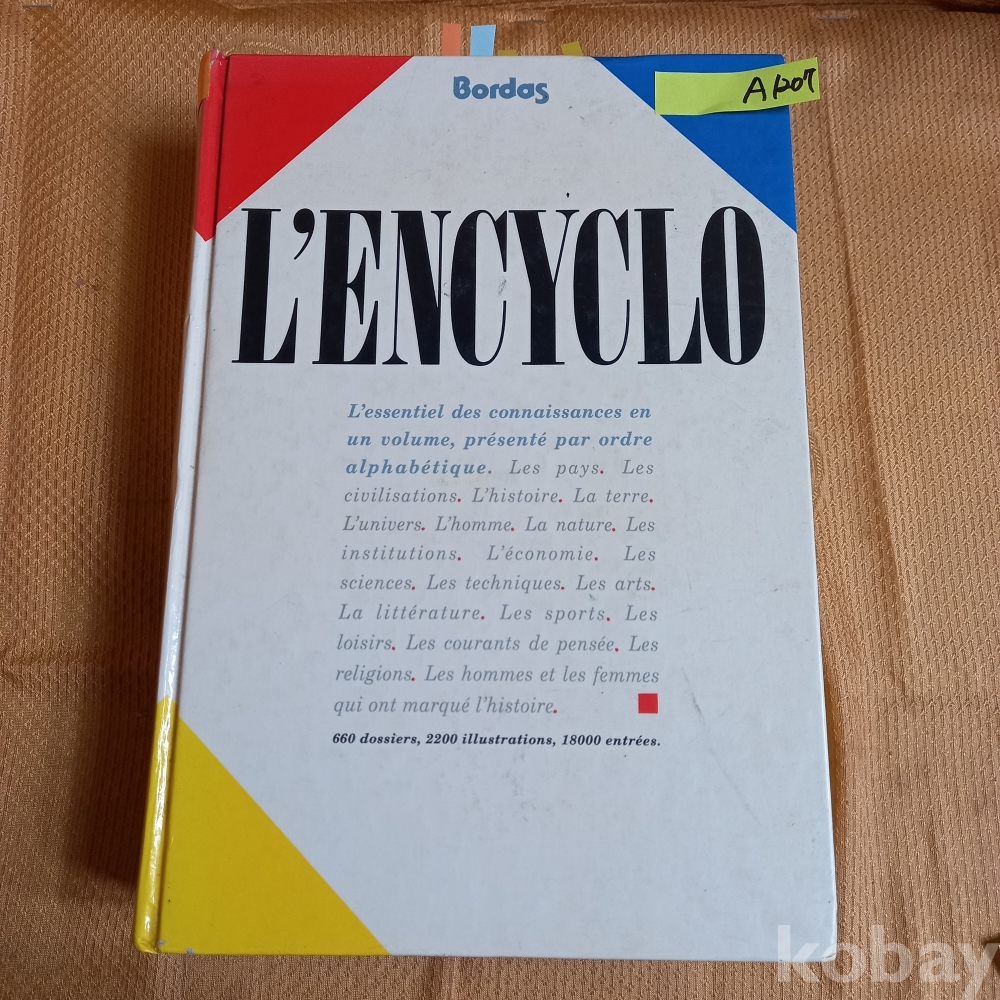 Bordas
A1207
L'ENCYCLO
L'essentiel des connaissances en
un volume, présenté par ordre
alphabétique. Les pays. Les
civilisations. L'histoire. La terre.
L'univers. L'homme. La nature. Les
institutions. L'économie. Les
sciences. Les techniques. Les arts.
La littérature. Les sports. Les
loisirs. Les courants de pensée. Les
religions. Les hommes et les femmes
qui ont marqué l'histoire.
660 dossiers, 2200 illustrations, 18000 entrées.
kobay